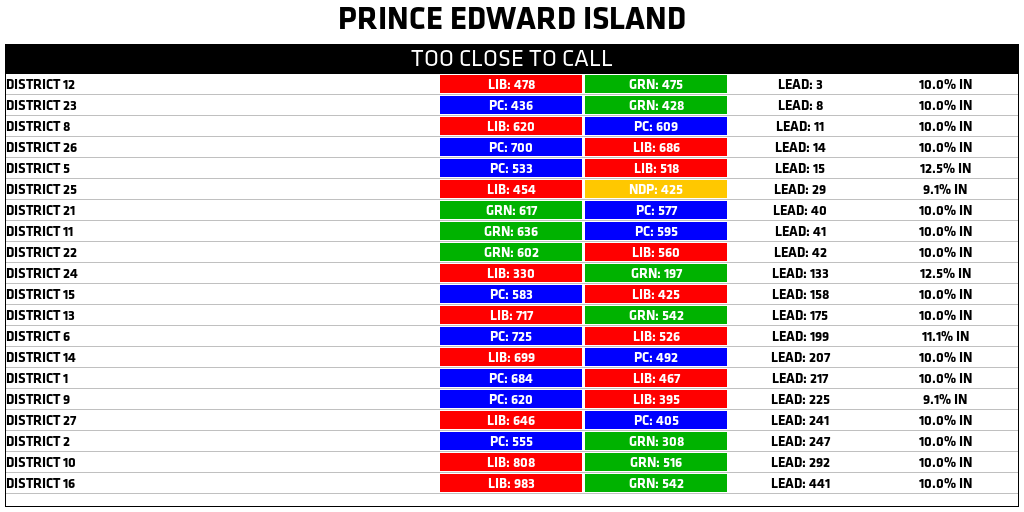 PRINCE EDWARD ISLAND
TOO CLOSE TO CALL
DISTRICT 12 LIB: 478 GRN: 475 LEAD: 3 10.0% IN
DISTRICT 23 PC: 436 GRN: 428 LEAD: 8 10.0% IN
DISTRICT 8 LIB: 620 PC: 609 LEAD: 11 10.0% IN
DISTRICT 26 PC: 700 LIB: 686 LEAD: 14 10.0% IN
DISTRICT 5 PC: 533 LIB: 518 LEAD: 15 12.5% IN
DISTRICT 25 LIB: 454 NDP: 425 LEAD: 29 9.1% IN
DISTRICT 21 GRN: 617 PC: 577 LEAD: 40 10.0% IN
DISTRICT 11 GRN: 636 PC: 595 LEAD: 41 10.0% IN
DISTRICT 22 GRN: 602 LIB: 560 LEAD: 42 10.0% IN
DISTRICT 24 LIB: 330 GRN: 197 LEAD: 133 12.5% IN
DISTRICT 15 PC: 583 LIB: 425 LEAD: 158 10.0% IN
DISTRICT 13 LIB: 717 GRN: 542 LEAD: 175 10.0% IN
DISTRICT 6 PC: 725 LIB: 526 LEAD: 199 11.1% IN
DISTRICT 14 LIB: 699 PC: 492 LEAD: 207 10.0% IN
DISTRICT 1 PC: 684 LIB: 467 LEAD: 217 10.0% IN
DISTRICT 9 PC: 620 LIB: 395 LEAD: 225 9.1% IN
DISTRICT 27 LIB: 646 PC: 405 LEAD: 241 10.0% IN
DISTRICT 2 PC: 555 GRN: 308 LEAD: 247 10.0% IN
DISTRICT 10 LIB: 808 GRN: 516 LEAD: 292 10.0% IN
DISTRICT 16 LIB: 983 GRN: 542 LEAD: 441 10.0% IN